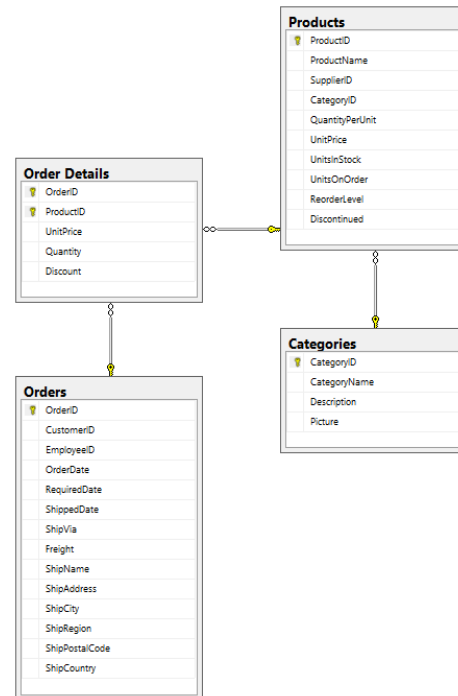 Products
ProductID
ProductName
SupplierID
CategoryID
QuantityPerUnit
UnitPrice
UnitsInStock
UnitsOnOrder
ReorderLevel
Discontinued
Order Details
OrderID
ProductID
UnitPrice
Quantity
Discount
Categories
CategoryID
CategoryName
Description
Picture
Orders
OrderID
CustomerID
EmployeeID
OrderDate
RequiredDate
ShippedDate
ShipVia
Freight
ShipName
ShipAddress
ShipCity
ShipRegion
ShipPostalCode
ShipCountry